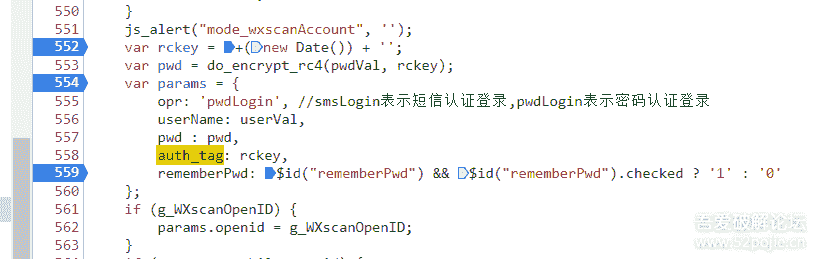 550 }
551 js_alert("mode_wxscanAccount", '');
552 var rckey = +(new Date()) + '';
553 var pwd = do_encrypt_rc4(pwdVal, rckey);
554 var params = {
555 opr: 'pwdLogin', //smsLogin表示短信认证登录,pwdLogin表示密码认证登录
556 userName: userVal,
557 pwd : pwd,
558 auth_tag: rckey,
559 rememberPwd: $id("rememberPwd") && $id("rememberPwd").checked ? '1' : '0'
560 };
561 if (g_WXscanOpenID) {
562 params.openid = g_WXscanOpenID;
563 }
吾爱破解论坛
www.52pojie.cn